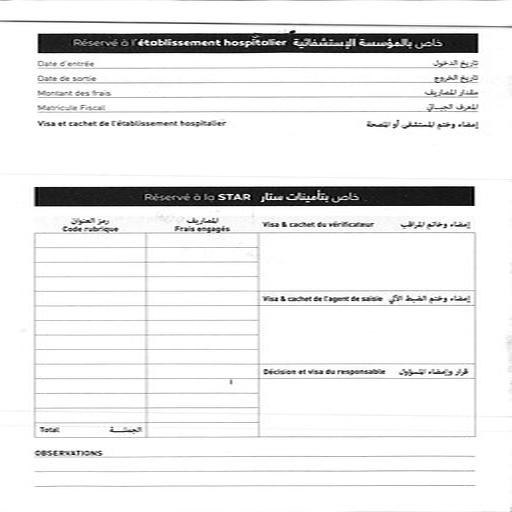 Réservé à l'établissement hospitalier خاص بالمؤسسة الإستشفائية
Date d'entrée تاريخ الدخول
Date de sortie تاريخ الخروج
Montant des frais مقدار المصاريف
Matricule Fiscal المعرف الجبائي
Visa et cachet de l'établissement hospitalier إمضاء وختم المستشفى أو المصحة
Réservé à la STAR خاص بتأمينات ستار
رمز العنوان المصاريف
Code rubrique Frais engagés
Visa & cachet du vérificateur إمضاء وخاتم المراقب
Visa & cachet de l'agent de saisie إمضاء وختم الضبط الآلي
Décision et visa du responsable قرار وإمضاء المسؤول
Total الجملة
OBSERVATIONS